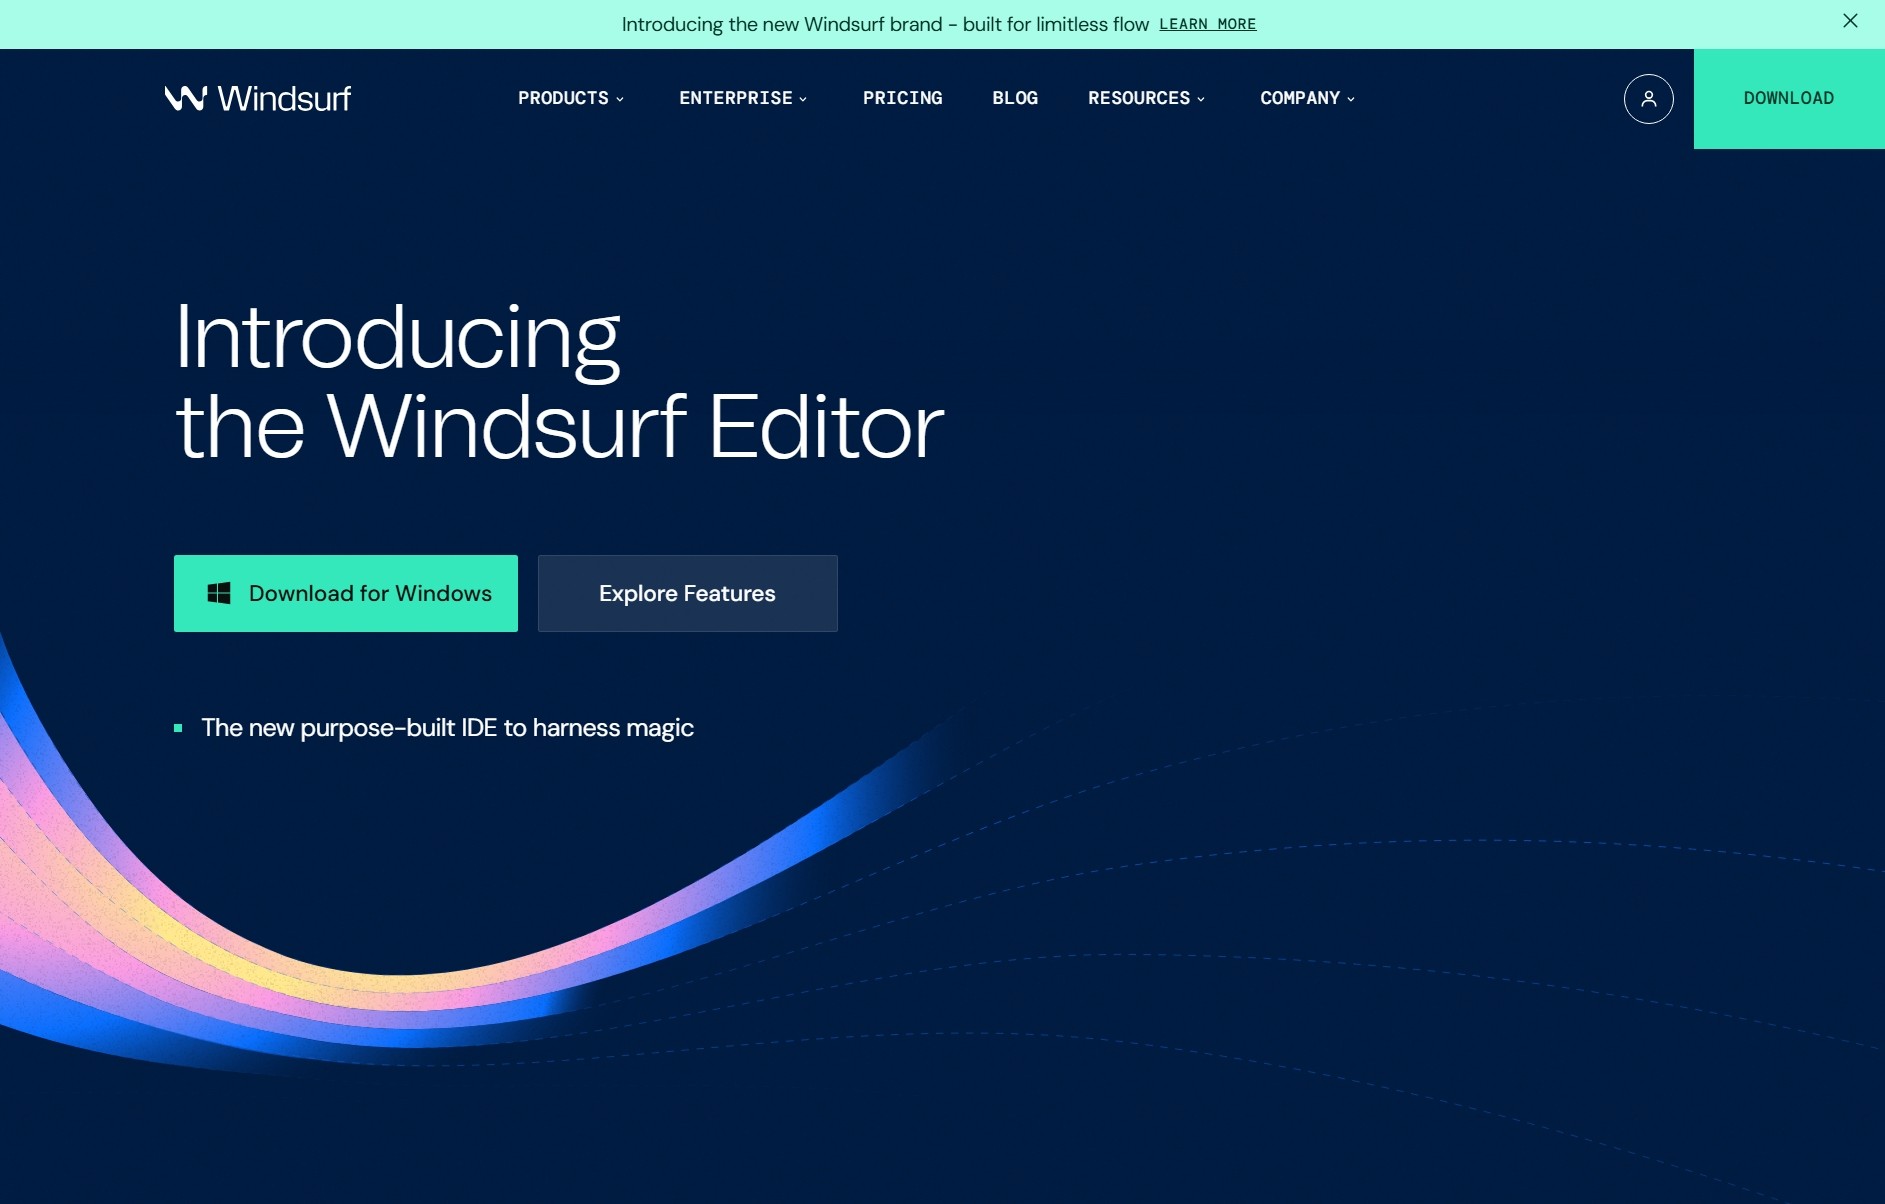 Introducing the new Windsurf brand - built for limitless flow LEARN MORE
Windsurf PRODUCTS ENTERPRISE PRICING BLOG RESOURCES COMPANY DOWNLOAD
Introducing
the Windsurf Editor
Download for Windows Explore Features
The new purpose-built IDE to harness magic